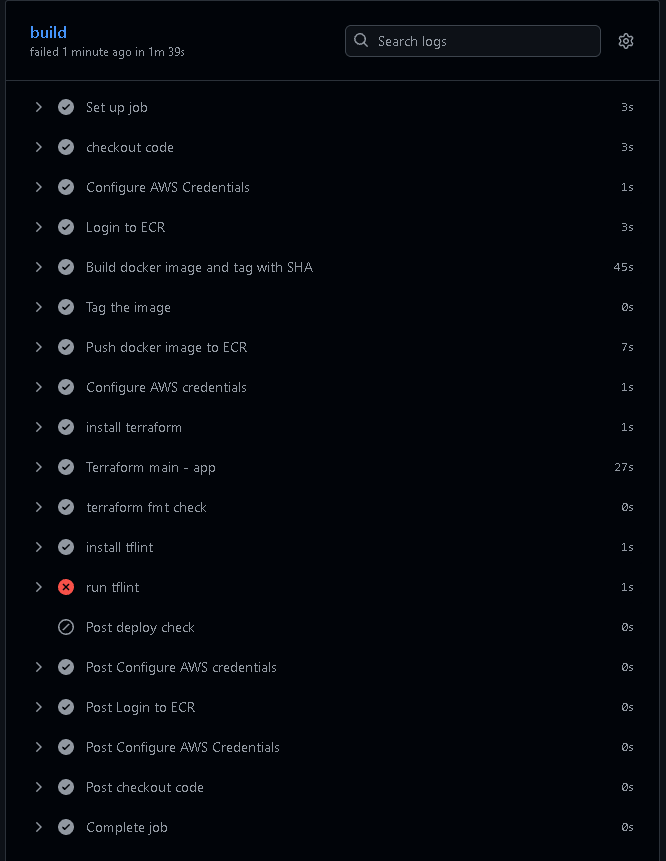 build
failed 1 minute ago in 1m 39s
Search logs
Set up job 3s
checkout code 3s
Configure AWS Credentials 1s
Login to ECR 3s
Build docker image and tag with SHA 45s
Tag the image 0s
Push docker image to ECR 7s
Configure AWS credentials 1s
install terraform 1s
Terraform main - app 27s
terraform fmt check 0s
install tflint 1s
run tflint 1s
Post deploy check 0s
Post Configure AWS credentials 0s
Post Login to ECR 0s
Post Configure AWS Credentials 0s
Post checkout code 0s
Complete job 0s